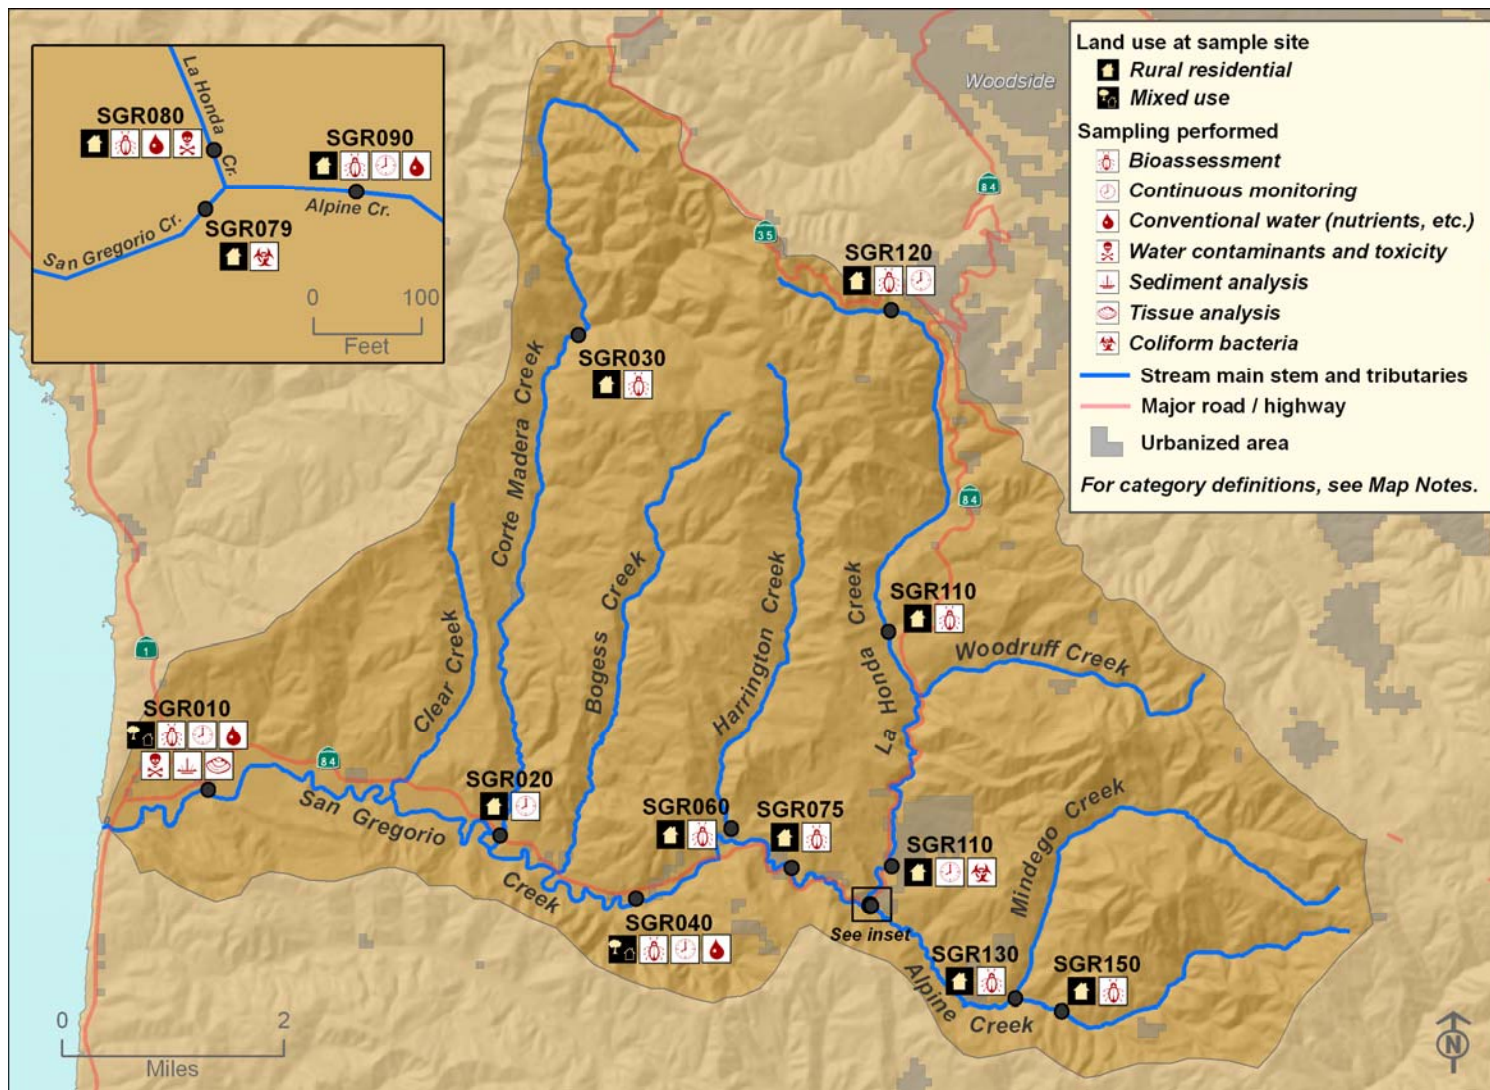 La Honda Cr.
SGR080
SGR090
Alpine Cr.
San Gregorio Cr.
SGR079
0 100
Feet
Woodside
84
35
SGR120
Land use at sample site
Rural residential
Mixed use
Sampling performed
Bioassessment
Continuous monitoring
Conventional water (nutrients, etc.)
Water contaminants and toxicity
Sediment analysis
Tissue analysis
Coliform bacteria
Stream main stem and tributaries
Major road / highway
Urbanized area
For category definitions, see Map Notes.
SGR030
Corte Madera Creek
84
Clear Creek
Bogess Creek
Harrington Creek
La Honda Creek
SGR110
Woodruff Creek
1
SGR010
84
San Gregorio Creek
SGR020
SGR060
SGR075
SGR110
Mindego Creek
SGR040
See inset
SGR130
SGR150
Alpine Creek
0 2
Miles
N